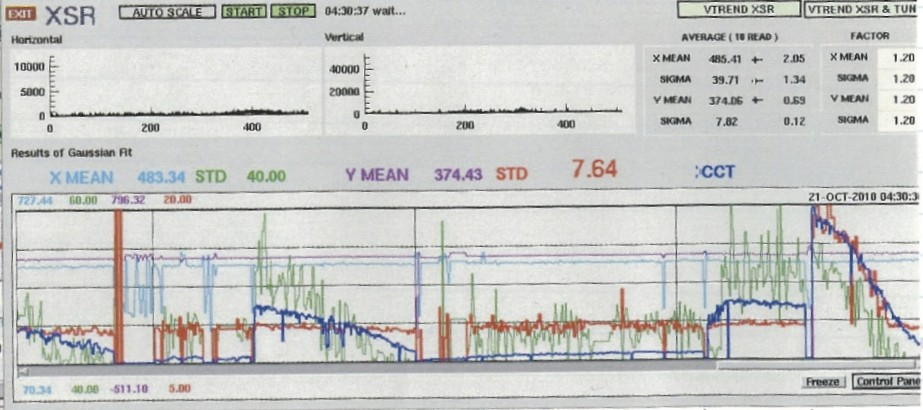 EXIT XSR AUTO SCALE START STOP 04:30:37 wait... VTREND XSR VTREND XSR & TUN
Horizontal Vertical AVERAGE ( 10 READ ) FACTOR
10000
5000
0
0 200 400
40000
20000
0
0 200 400
X MEAN 485.41 +- 2.05 X MEAN 1.20
SIGMA 39.71 +- 1.34 SIGMA 1.20
Y MEAN 374.06 +- 0.69 Y MEAN 1.20
SIGMA 7.82 0.12 SIGMA 1.20
Results of Gaussian Fit
X MEAN 483.34 STD 40.00 Y MEAN 374.43 STD 7.64 :CCT
727.44 60.00 796.32 20.00 21-OCT-2010 04:30:3
70.34 40.00 -511.10 5.00 Freeze Control Pane